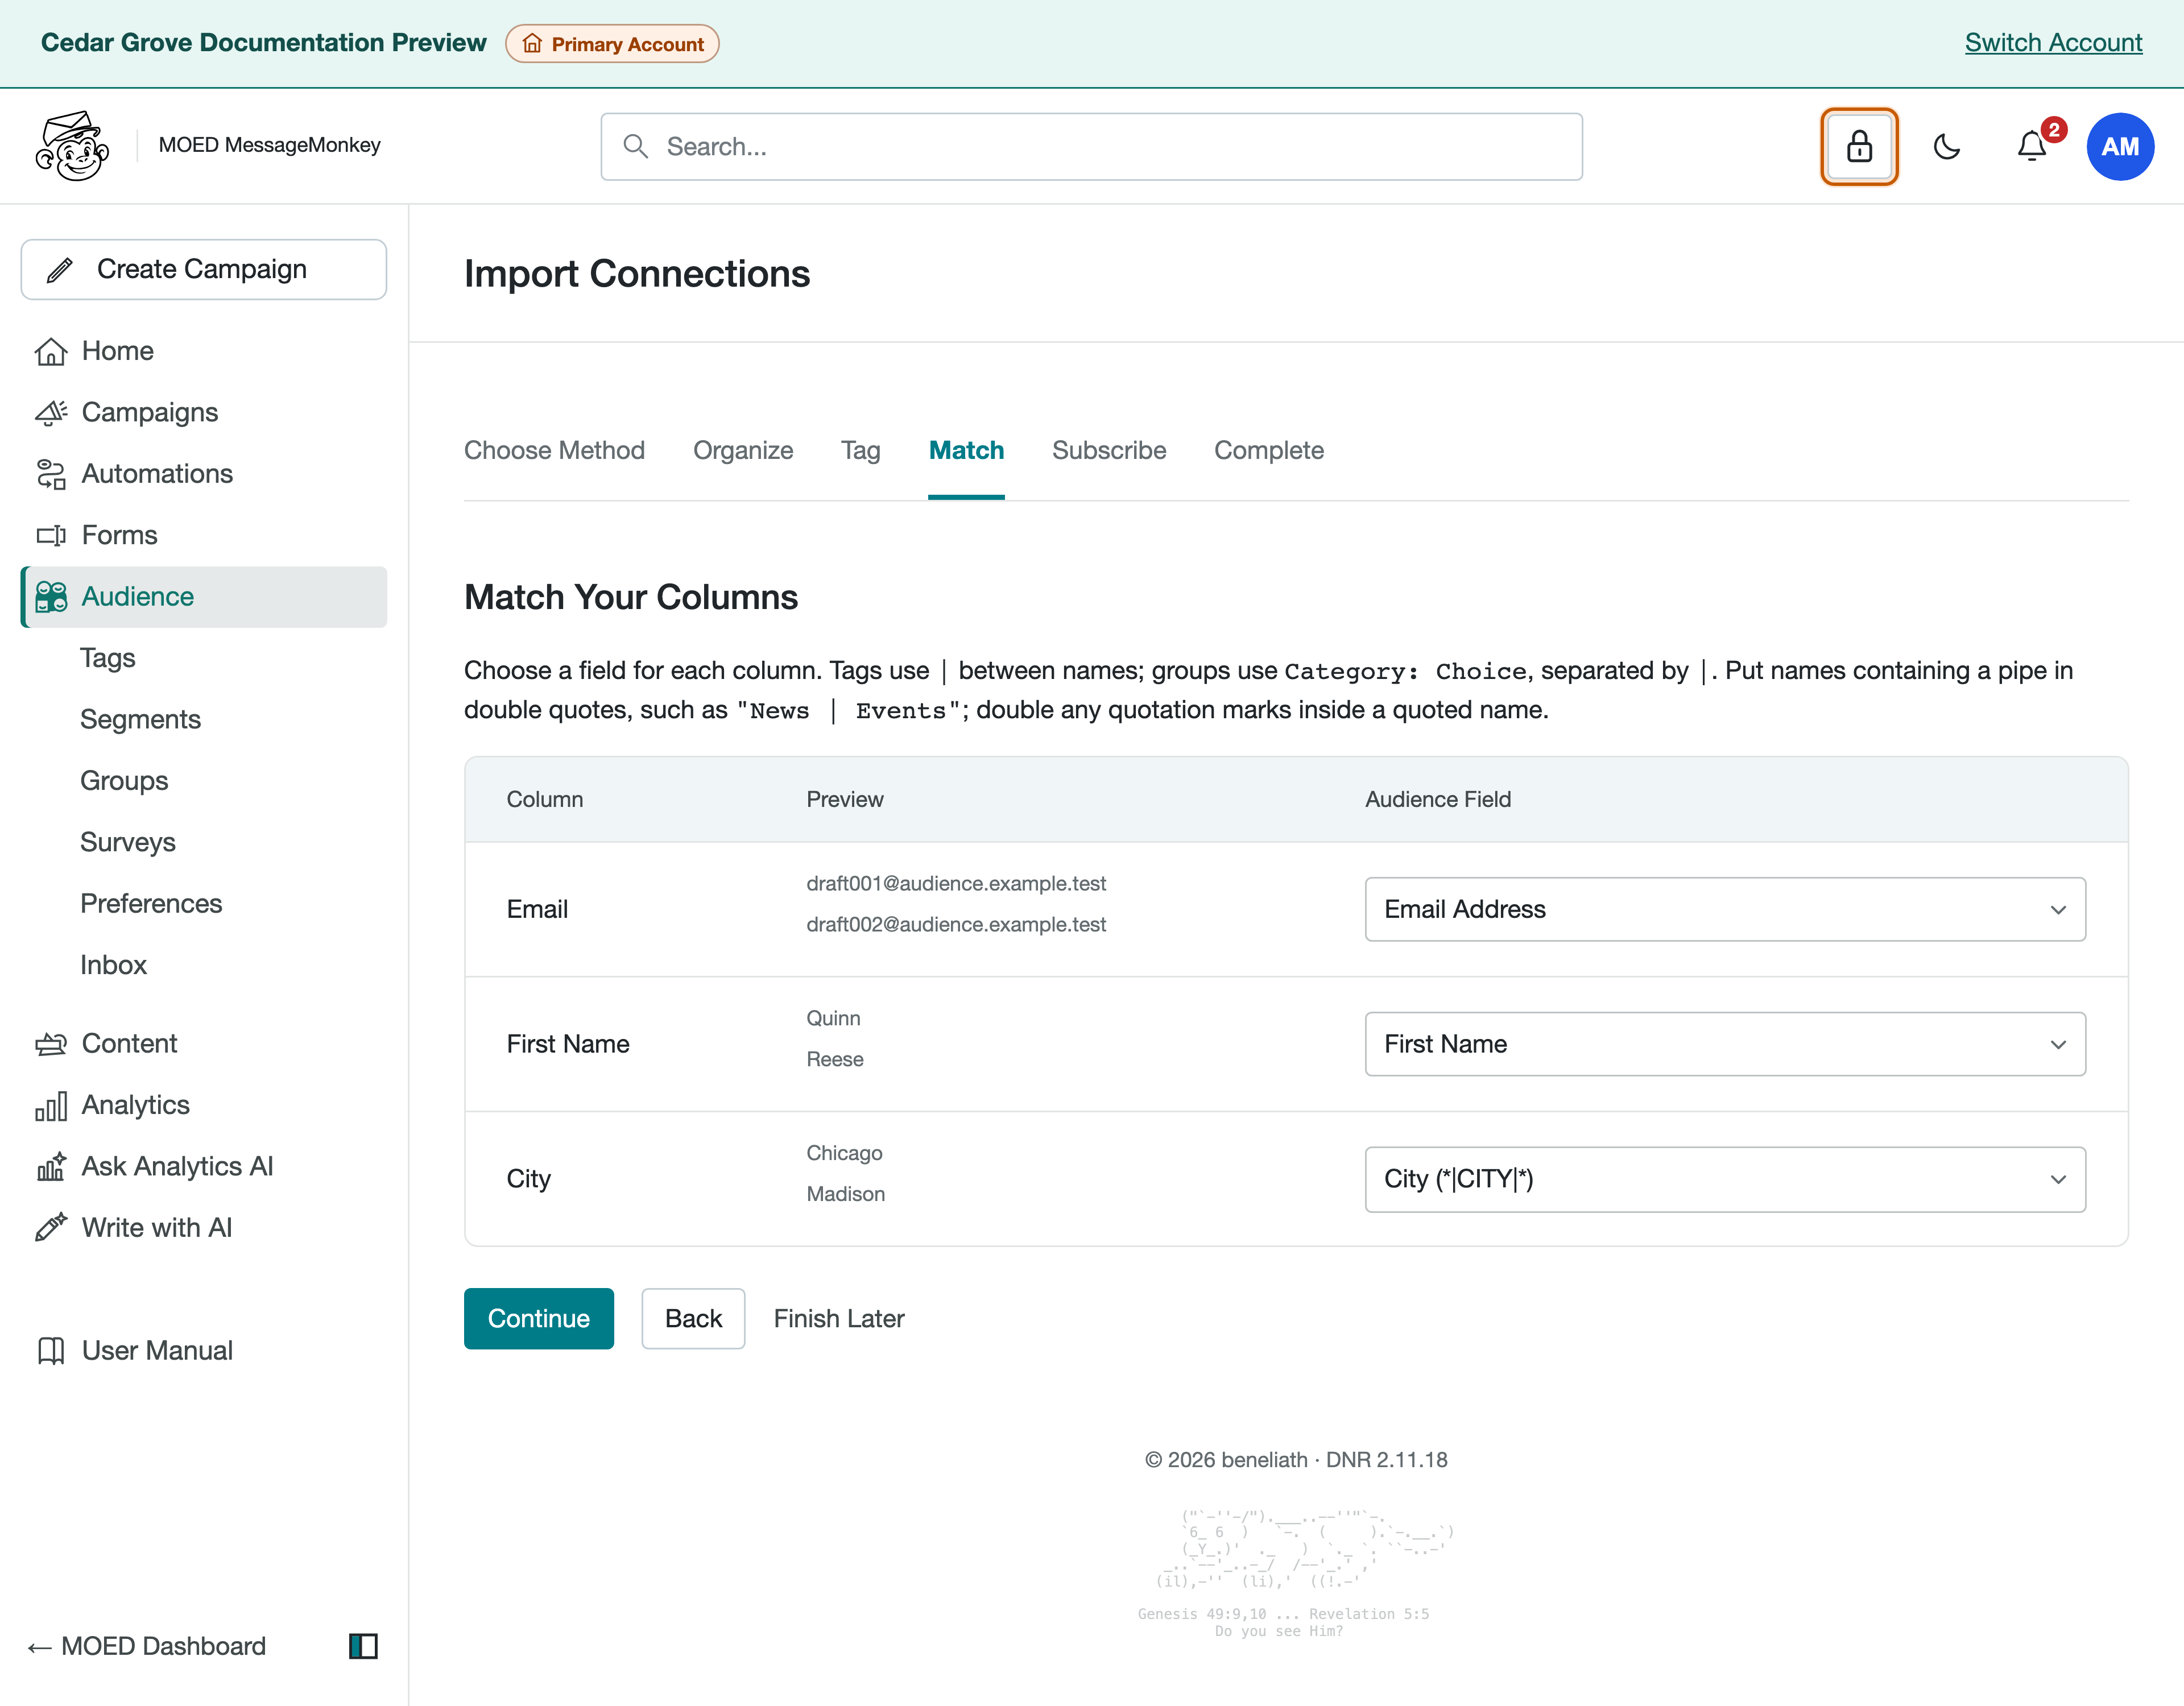 Cedar Grove Documentation Preview
Primary Account
Switch Account
MOED MessageMonkey
Search...
2
AM
Create Campaign
Home
Campaigns
Automations
Forms
Audience
Tags
Segments
Groups
Surveys
Preferences
Inbox
Content
Analytics
Ask Analytics AI
Write with AI
User Manual
← MOED Dashboard
Import Connections
Choose Method
Organize
Tag
Match
Subscribe
Complete
Match Your Columns
Choose a field for each column. Tags use | between names; groups use Category: Choice, separated by |. Put names containing a pipe in
double quotes, such as "News | Events"; double any quotation marks inside a quoted name.
Column Preview Audience Field
Email
draft001@audience.example.test
draft002@audience.example.test
Email Address
First Name
Quinn
Reese
First Name
City
Chicago
Madison
City (*|CITY|*)
Continue
Back
Finish Later
© 2026 beneliath · DNR 2.11.18
Genesis 49:9,10 ... Revelation 5:5
Do you see Him?